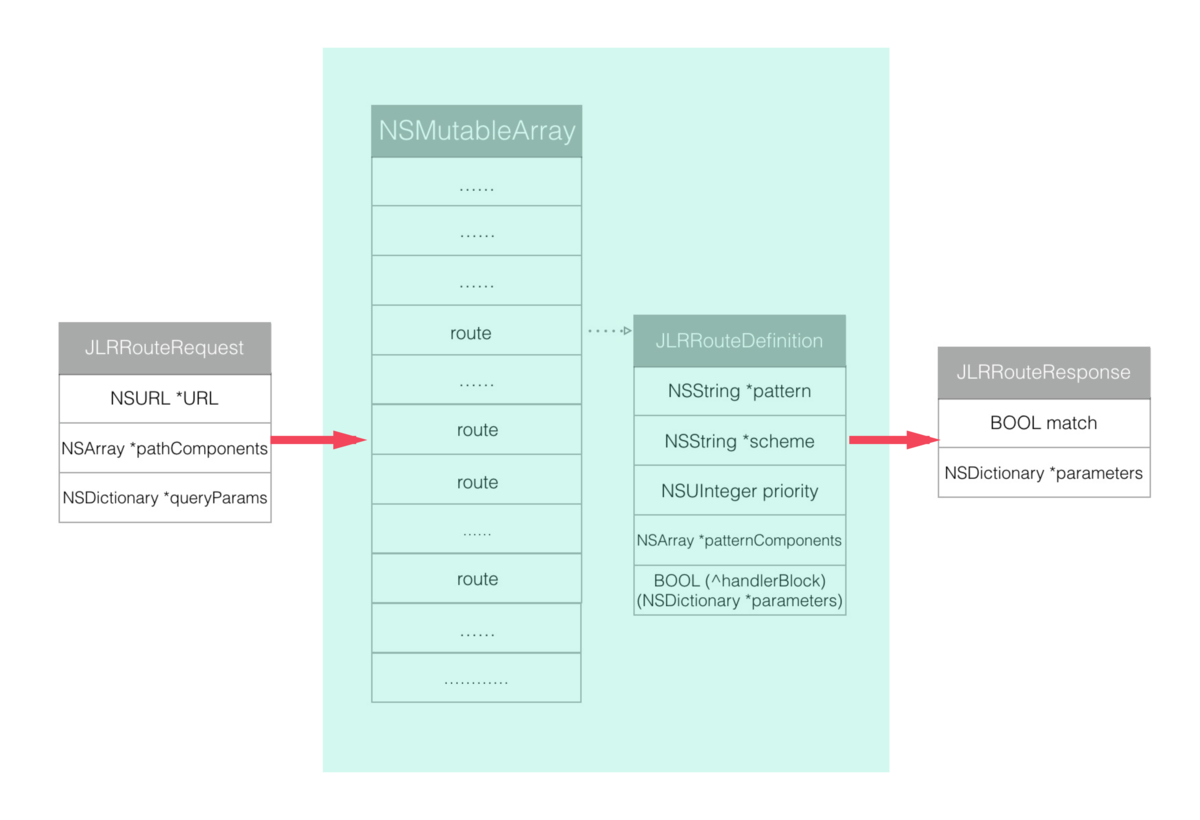 JLRRouteRequest
NSURL *URL
NSArray *pathComponents
NSDictionary *queryParams
NSMutableArray
......
......
......
route
......
route
route
......
route
......
............
JLRRouteDefinition
NSString *pattern
NSString *scheme
NSUInteger priority
NSArray *patternComponents
BOOL (^handlerBlock)
(NSDictionary *parameters)
JLRRouteResponse
BOOL match
NSDictionary *parameters